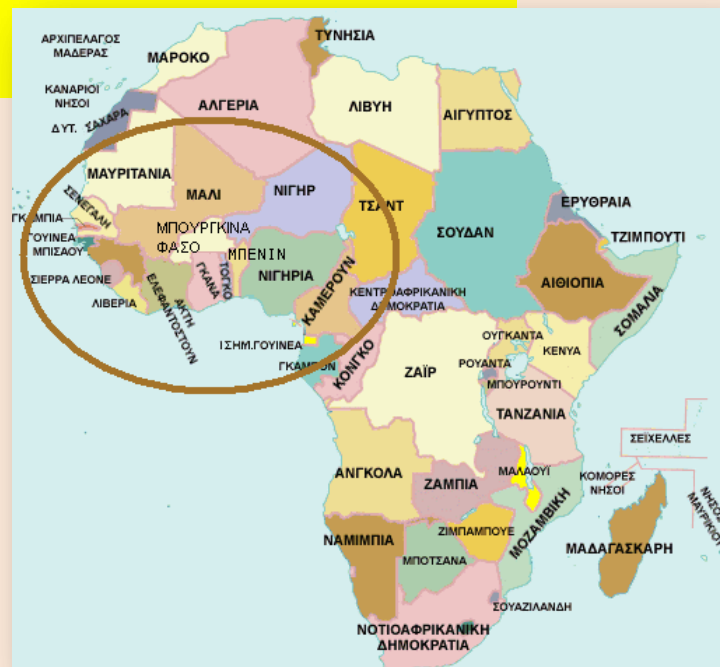 ΤΥΝΗΣΙΑ
ΑΡΧΙΠΕΛΑΓΟΣ
ΜΑΔΕΡΑΣ
ΜΑΡΟΚΟ
ΚΑΝΑΡΙΟΙ
ΝΗΣΟΙ
ΑΛΓΕΡΙΑ
ΛΙΒΥΗ
ΑΙΓΥΠΤΟΣ
ΔΥΤ. ΣΑΧΑΡΑ
ΜΑΥΡΙΤΑΝΙΑ
ΜΑΛΙ
ΝΙΓΗΡ
ΤΣΑΝΤ
ΣΟΥΔΑΝ
ΕΡΥΘΡΑΙΑ
ΤΖΙΜΠΟΥΤΙ
ΣΕΝΕΓΑΛΗ
ΓΚΑΜΠΙΑ
ΓΟΥΙΝΕΑ
ΜΠΙΣΑΟΥ
ΜΠΟΥΡΓΚΙΝΑ
ΦΑΣΟ
ΜΠΕΝΙΝ
ΝΙΓΗΡΙΑ
ΣΙΕΡΡΑ ΛΕΟΝΕ
ΛΙΒΕΡΙΑ
ΑΚΤΗ
ΕΛΕΦΑΝΤΟΣΤΟΥΝ
ΓΚΑΝΑ
ΤΟΓΚΟ
ΚΑΜΕΡΟΥΝ
ΚΕΝΤΡΟΑΦΡΙΚΑΝΙΚΗ
ΔΗΜΟΚΡΑΤΙΑ
ΑΙΘΙΟΠΙΑ
ΣΟΜΑΛΙΑ
ΙΣΗΜ.ΓΟΥΙΝΕΑ
ΓΚΑΜΠΟΝ
ΚΟΝΓΚΟ
ΖΑΪΡ
ΟΥΓΚΑΝΤΑ
ΚΕΝΥΑ
ΡΟΥΑΝΤΑ
ΜΠΟΥΡΟΥΝΤΙ
ΤΑΝΖΑΝΙΑ
ΣΕΪΧΕΛΛΕΣ
ΑΝΓΚΟΛΑ
ΖΑΜΠΙΑ
ΜΑΛΑΟΥΙ
ΚΟΜΟΡΕΣ
ΝΗΣΟΙ
ΜΟΖΑΜΒΙΚΗ
ΝΑΜΙΜΠΙΑ
ΖΙΜΠΑΜΠΟΥΕ
ΜΠΟΤΣΑΝΑ
ΜΑΔΑΓΑΣΚΑΡΗ
ΣΟΥΑΖΙΛΑΝΔΗ
ΝΟΤΙΟΑΦΡΙΚΑΝΙΚΗ
ΔΗΜΟΚΡΑΤΙΑ